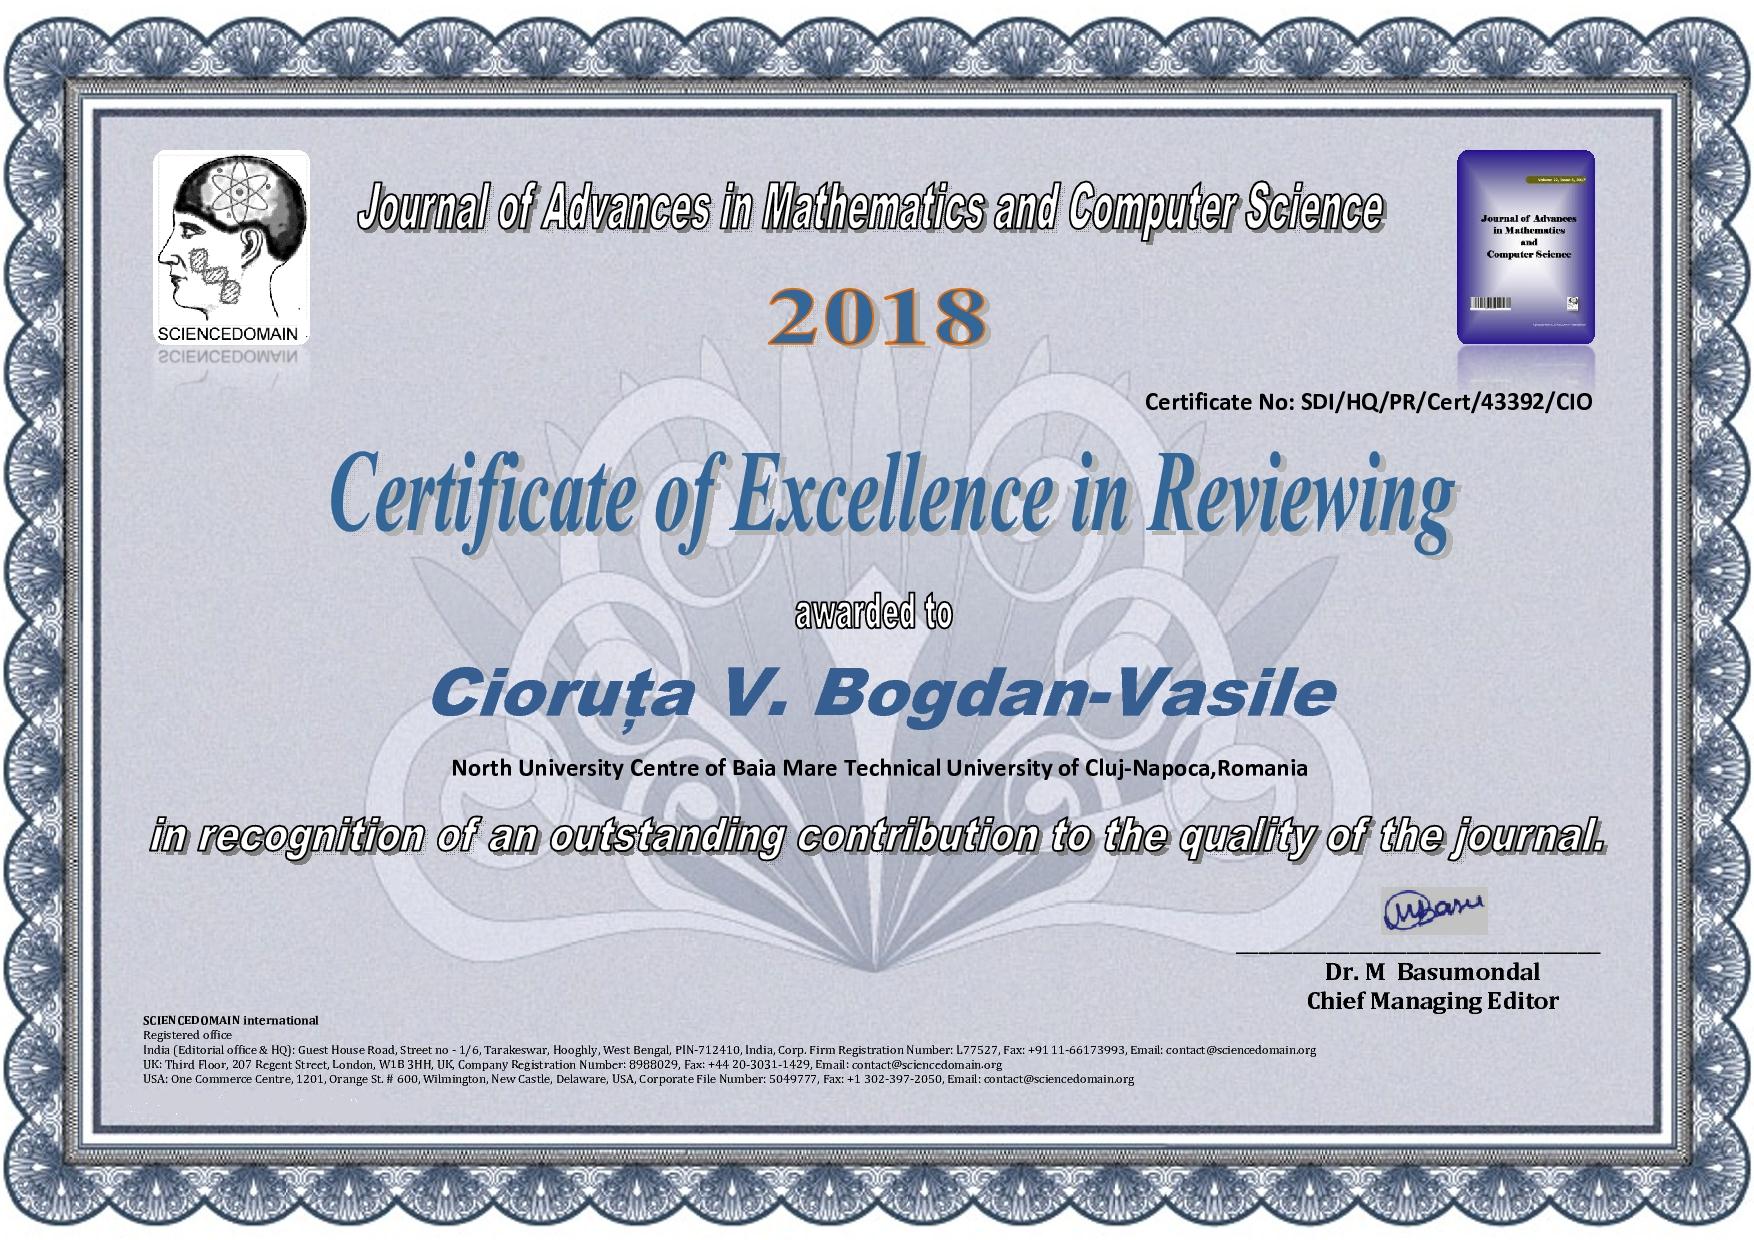 Journal of Advances in Mathematics and Computer Science
2018
SCIENCEDOMAIN
Journal of Advances
in Mathematics
and
Computer Science
Certificate No: SDI/HQ/PR/Cert/43392/CIO
Certificate of Excellence in Reviewing
awarded to
Cioruța V. Bogdan-Vasile
North University Centre of Baia Mare Technical University of Cluj-Napoca,Romania
in recognition of an outstanding contribution to the quality of the journal.
MBasu
Dr. M Basumondal
Chief Managing Editor
SCIENCEDOMAIN international
Registered office
India (Editorial office & HQ): Guest House Road, Street no - 1/6, Tarakeswar, Hooghly, West Bengal, PIN-712410, India, Corp. Firm Registration Number: L77527, Fax: +91 11-66173993, Email: contact@sciencedomain.org
UK: Third Floor, 207 Regent Street, London, W1B 3HH, UK, Company Registration Number: 8988029, Fax: +44 20-3031-1429, Email: contact@sciencedomain.org
USA: One Commerce Centre, 1201, Orange St. # 600, Wilmington, New Castle, Delaware, USA, Corporate File Number: 5049777, Fax: +1 302-397-2050, Email: contact@sciencedomain.org